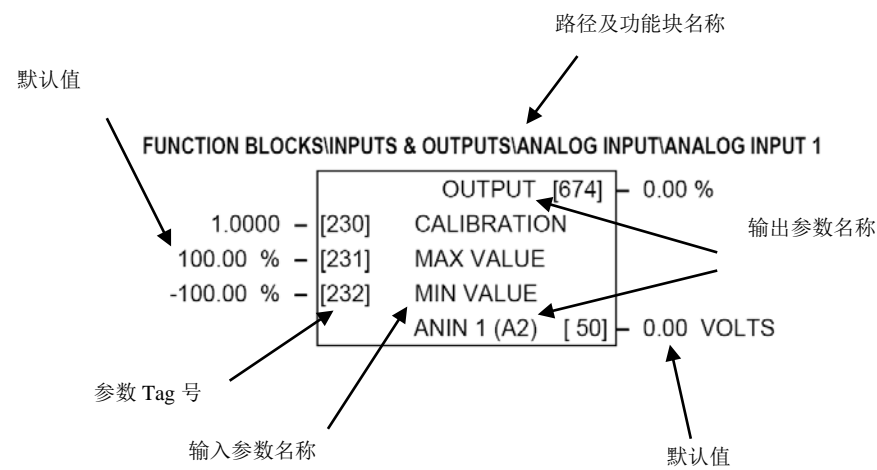 路径及功能块名称
默认值
FUNCTION BLOCKS\INPUTS & OUTPUTS\ANALOG INPUT\ANALOG INPUT 1
OUTPUT [674] – 0.00 %
1.0000 – [230] CALIBRATION
输出参数名称
100.00 % – [231] MAX VALUE
-100.00 % – [232] MIN VALUE
ANIN 1 (A2) [ 50] – 0.00 VOLTS
参数 Tag 号
输入参数名称
默认值